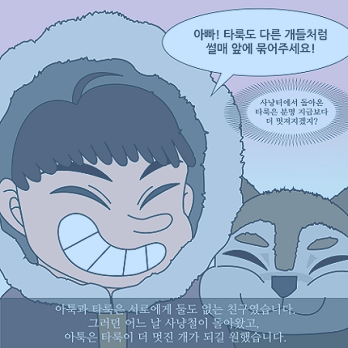 아빠! 타룩도 다른 개들처럼
썰매 앞에 묶어주세요!
사냥터에서 돌아온
타룩은 분명 지금보다
더 멋져지겠지?
아툭과 타룩은 서로에게 둘도 없는 친구였습니다.
그러던 어느 날 사냥철이 돌아왔고,
아툭은 타룩이 더 멋진 개가 되길 원했습니다.